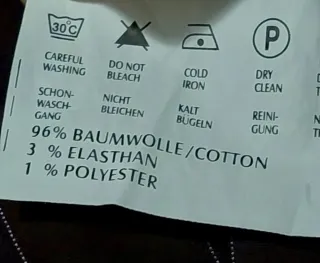 30°C
P
CAREFUL WASHING
DO NOT BLEACH
COLD IRON
DRY CLEAN
SCHON-WASCH-GANG
NICHT BLEICHEN
KALT BÜGELN
REINI-GUNG
96% BAUMWOLLE/COTTON
3 % ELASTHAN
1 % POLYESTER